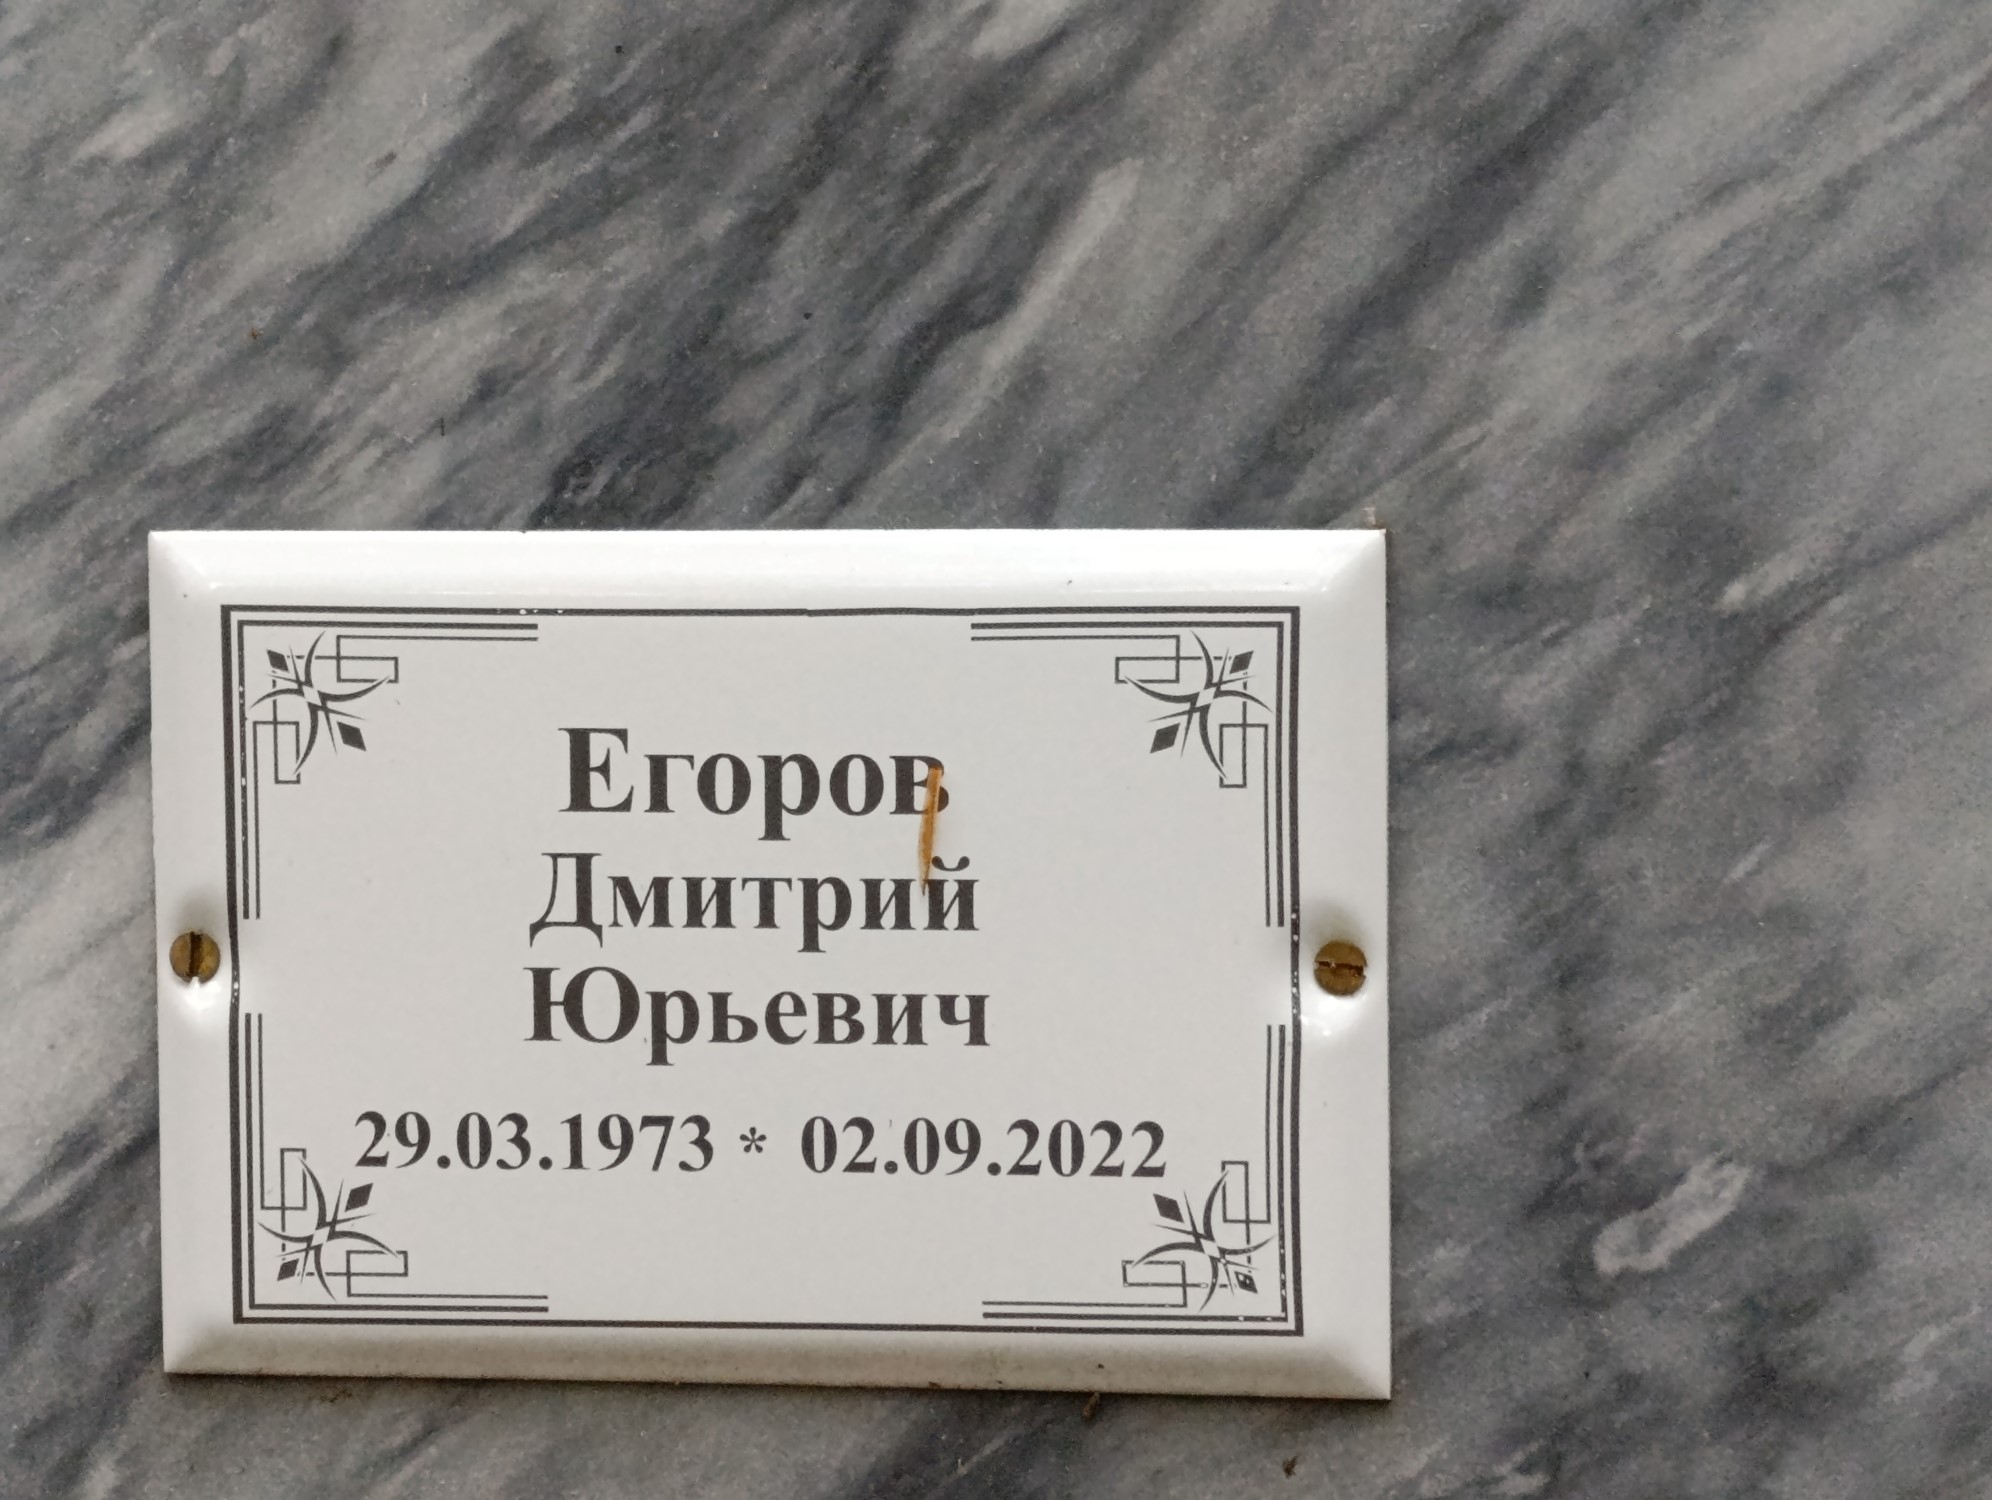 Егоров
Дмитрий
Юрьевич
29.03.1973 * 02.09.2022